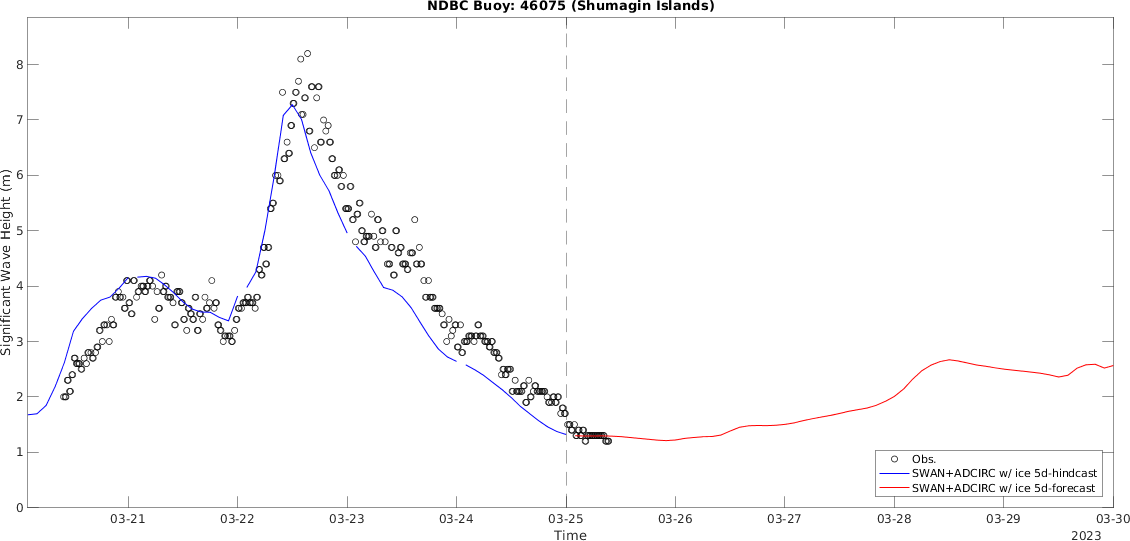 NDBC Buoy: 46075 (Shumagin Islands)
Significant Wave Height (m)
8
7
6
5
4
3
2
1
0
Obs.
SWAN+ADCIRC w/ ice 5d-hindcast
SWAN+ADCIRC w/ ice 5d-forecast
03-21 03-22 03-23 03-24 03-25 03-26 03-27 03-28 03-29 03-30
Time
2023